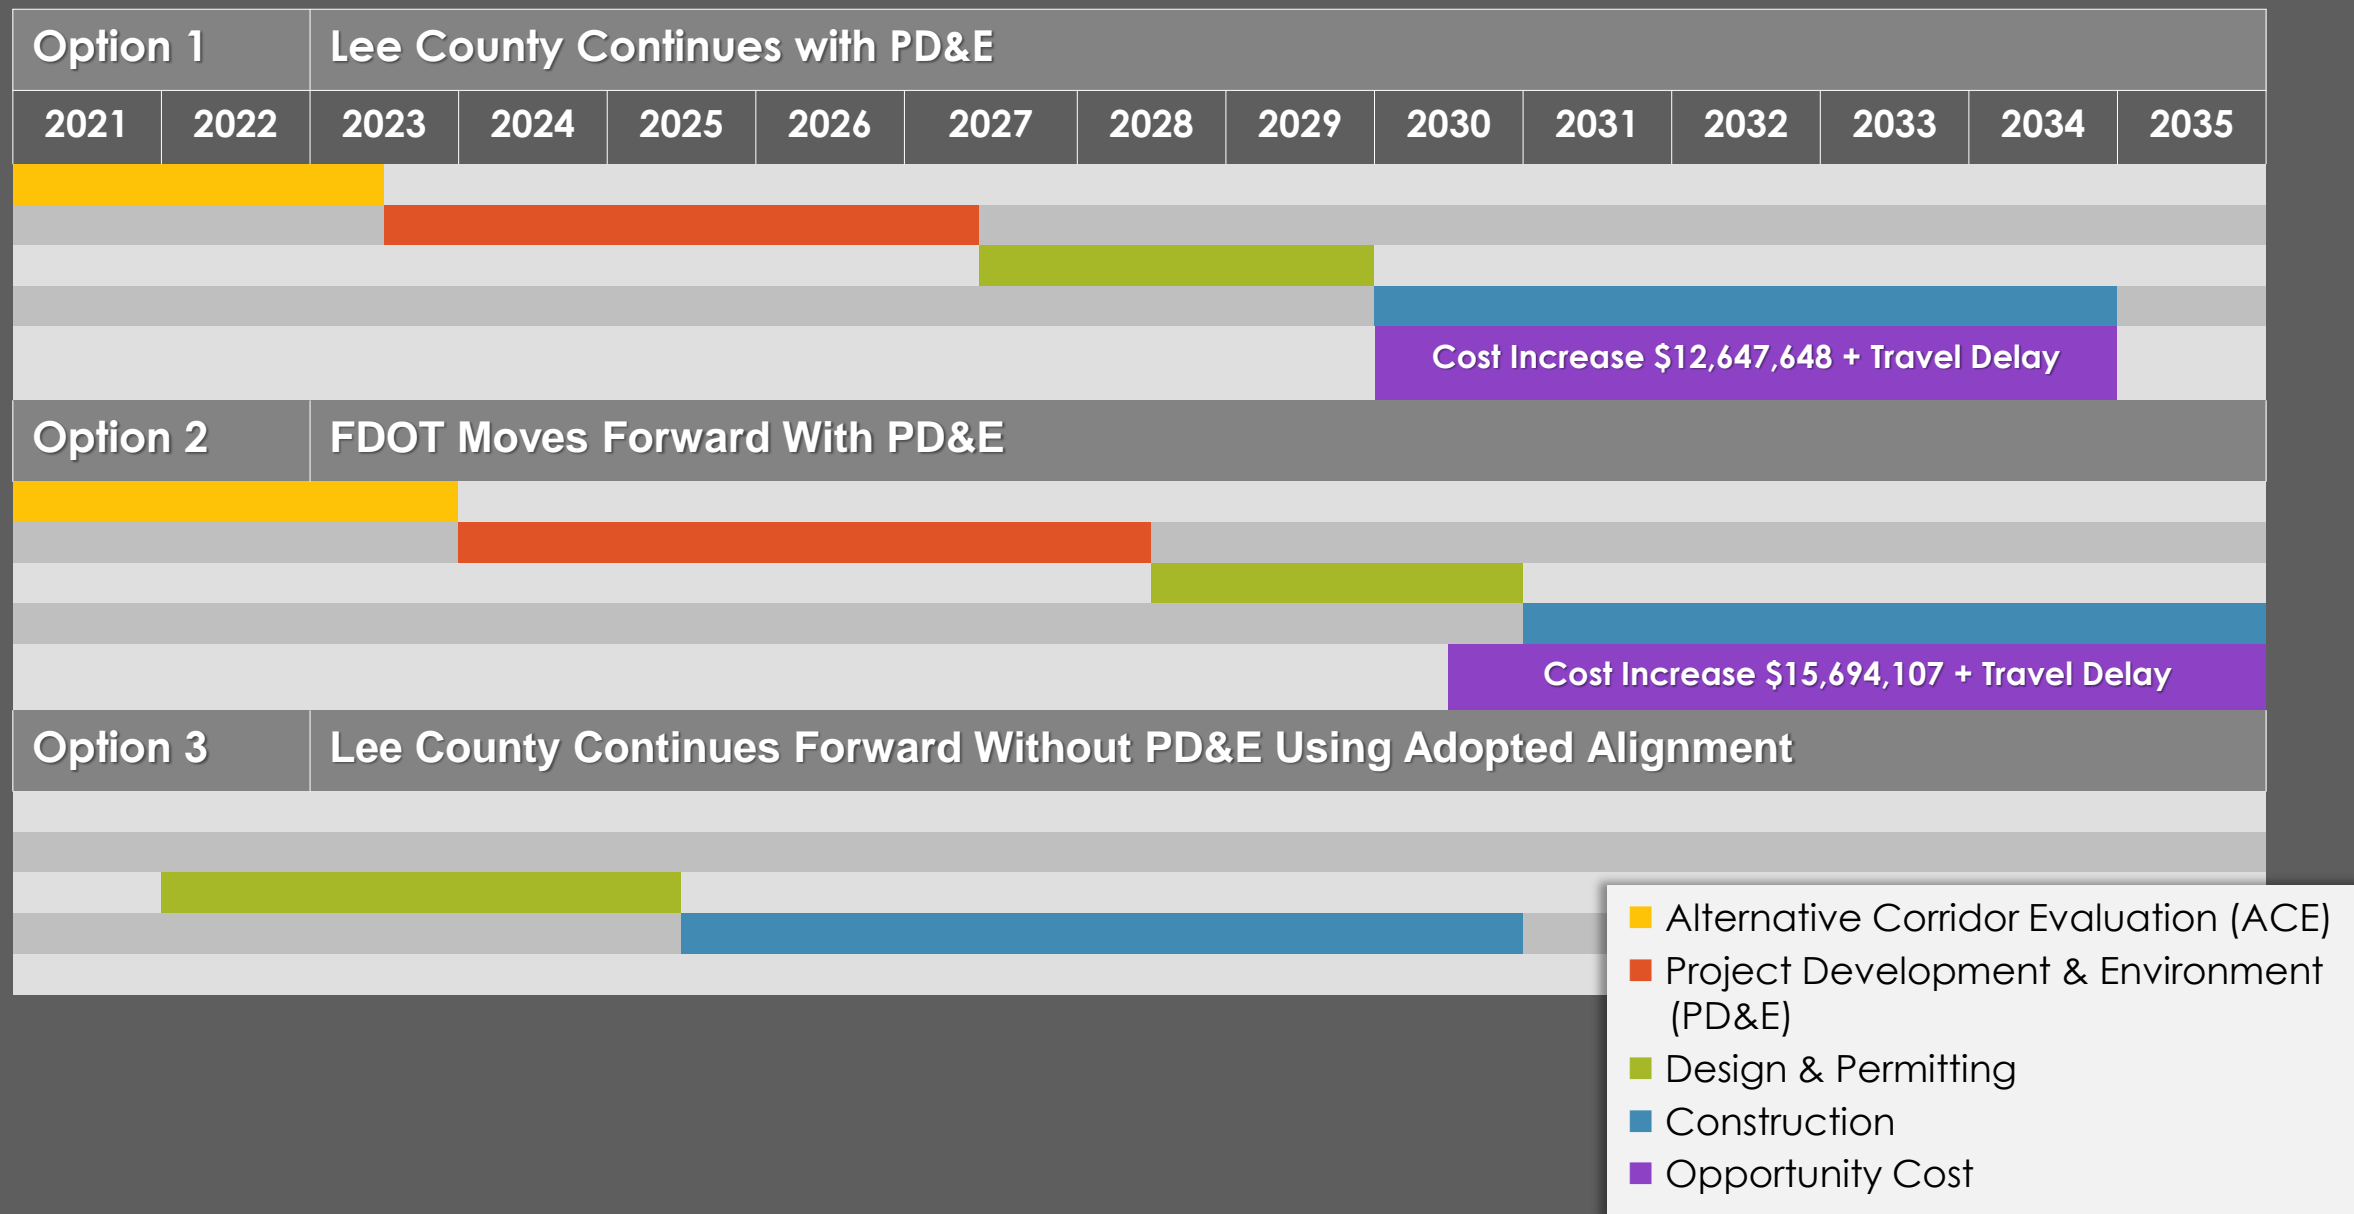 Option 1 Lee County Continues with PD&E
2021 2022 2023 2024 2025 2026 2027 2028 2029 2030 2031 2032 2033 2034 2035
Cost Increase $12,647,648 + Travel Delay
Option 2 FDOT Moves Forward With PD&E
Cost Increase $15,694,107 + Travel Delay
Option 3 Lee County Continues Forward Without PD&E Using Adopted Alignment
Alternative Corridor Evaluation (ACE)
Project Development & Environment
(PD&E)
Design & Permitting
Construction
Opportunity Cost